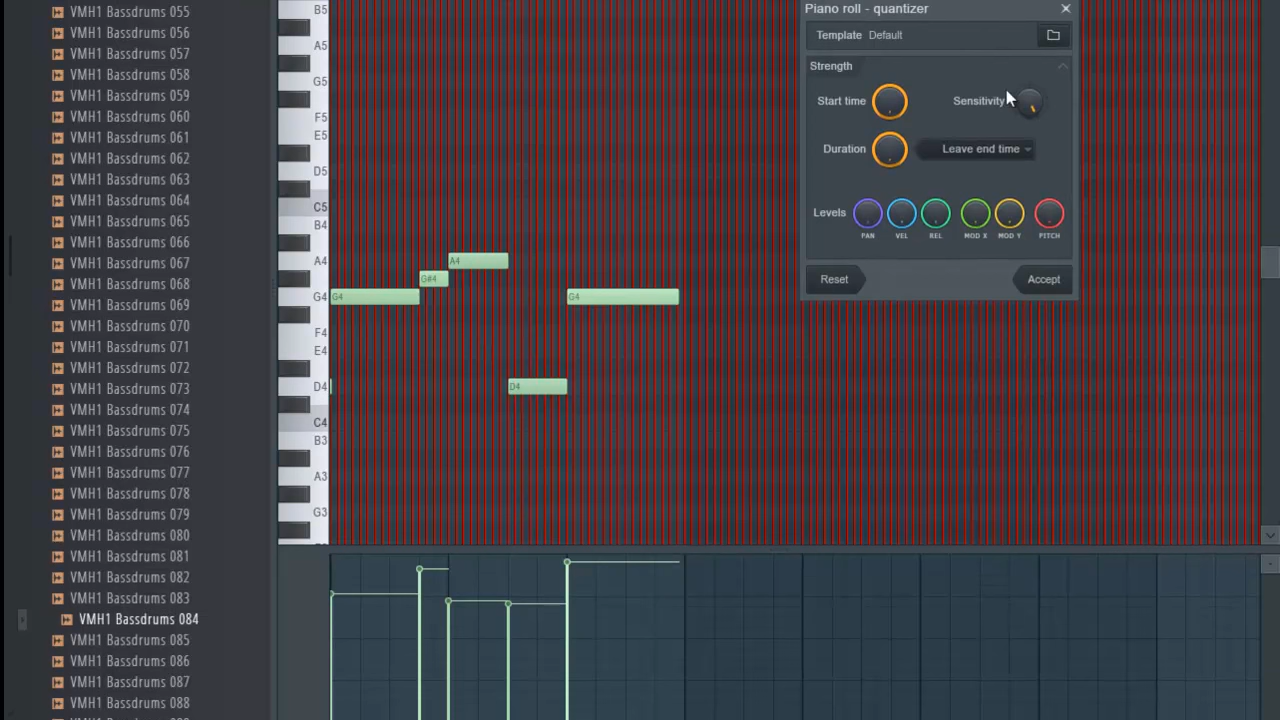 VMH1 Bassdrums 055
VMH1 Bassdrums 056
VMH1 Bassdrums 057
VMH1 Bassdrums 058
VMH1 Bassdrums 059
VMH1 Bassdrums 060
VMH1 Bassdrums 061
VMH1 Bassdrums 062
VMH1 Bassdrums 063
VMH1 Bassdrums 064
VMH1 Bassdrums 065
VMH1 Bassdrums 066
VMH1 Bassdrums 067
VMH1 Bassdrums 068
VMH1 Bassdrums 069
VMH1 Bassdrums 070
VMH1 Bassdrums 071
VMH1 Bassdrums 072
VMH1 Bassdrums 073
VMH1 Bassdrums 074
VMH1 Bassdrums 075
VMH1 Bassdrums 076
VMH1 Bassdrums 077
VMH1 Bassdrums 078
VMH1 Bassdrums 079
VMH1 Bassdrums 080
VMH1 Bassdrums 081
VMH1 Bassdrums 082
VMH1 Bassdrums 083
VMH1 Bassdrums 084
VMH1 Bassdrums 085
VMH1 Bassdrums 086
VMH1 Bassdrums 087
VMH1 Bassdrums 088
B5
A5
G5
F5
E5
D5
C5
B4
A4
G4
F4
E4
D4
C4
B3
A3
G3
G4
G#4
A4
D4
G4
Piano roll - quantizer
Template Default
Strength
Start time Sensitivity
Duration Leave end time
Levels
PAN VEL REL MOD X MOD Y PITCH
Reset Accept